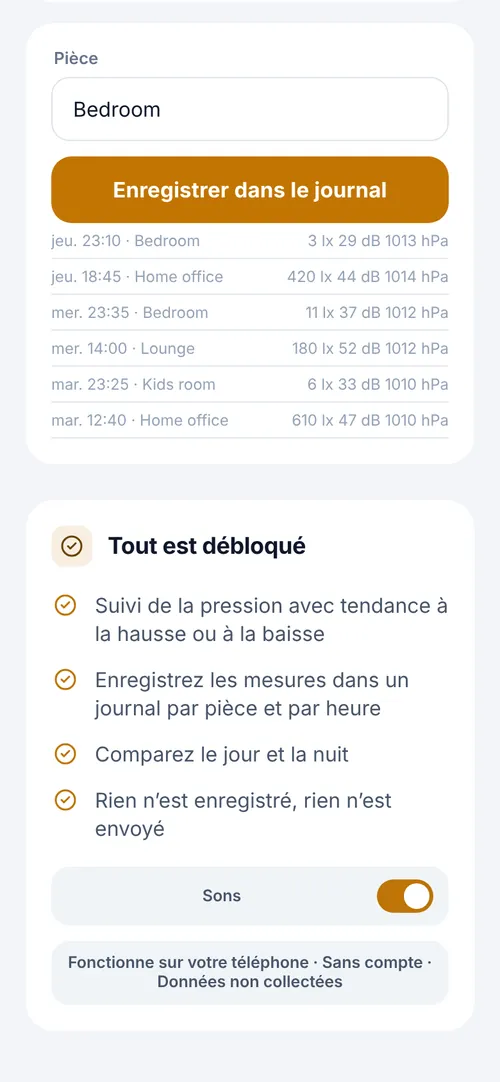 Pièce
Bedroom
Enregistrer dans le journal
jeu. 23:10 · Bedroom 3 lx 29 dB 1013 hPa
jeu. 18:45 · Home office 420 lx 44 dB 1014 hPa
mer. 23:35 · Bedroom 11 lx 37 dB 1012 hPa
mer. 14:00 · Lounge 180 lx 52 dB 1012 hPa
mar. 23:25 · Kids room 6 lx 33 dB 1010 hPa
mar. 12:40 · Home office 610 lx 47 dB 1010 hPa
Tout est débloqué
Suivi de la pression avec tendance à
la hausse ou à la baisse
Enregistrez les mesures dans un
journal par pièce et par heure
Comparez le jour et la nuit
Rien n’est enregistré, rien n’est
envoyé
Sons
Fonctionne sur votre téléphone · Sans compte ·
Données non collectées